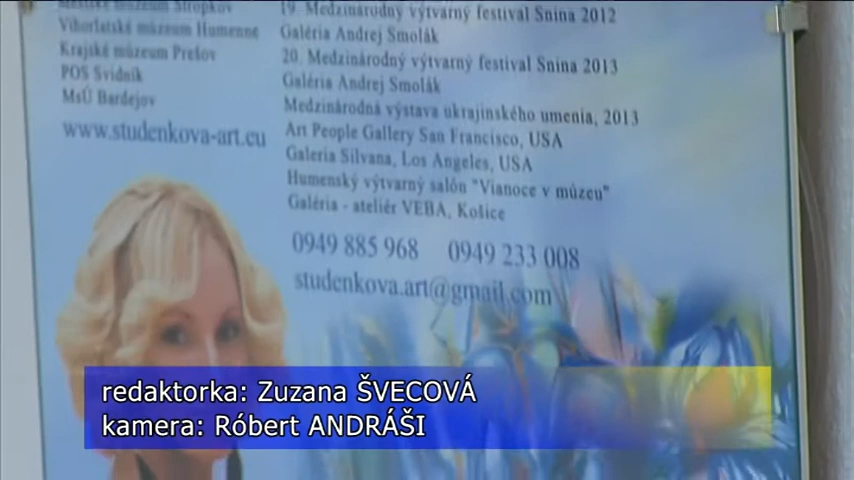 Mestské múzeum Stropkov
Vihorlatské múzeum Humenné
Krajské múzeum Prešov
POS Svidník
MsÚ Bardejov
www.studenkova-art.eu
19. Medzinárodný výtvarný festival Snina 2012
Galéria Andrej Smolák
20. Medzinárodný výtvarný festival Snina 2013
Galéria Andrej Smolák
Medzinárodná výstava ukrajinského umenia, 2013
Art People Gallery San Francisco, USA
Galeria Silvana, Los Angeles, USA
Humenský výtvarný salón "Vianoce v múzeu"
Galéria - ateliér VEBA, Košice
0949 885 968 0949 233 008
studenkova.art@gmail.com
redaktorka: Zuzana ŠVECOVÁ
kamera: Róbert ANDRÁŠI